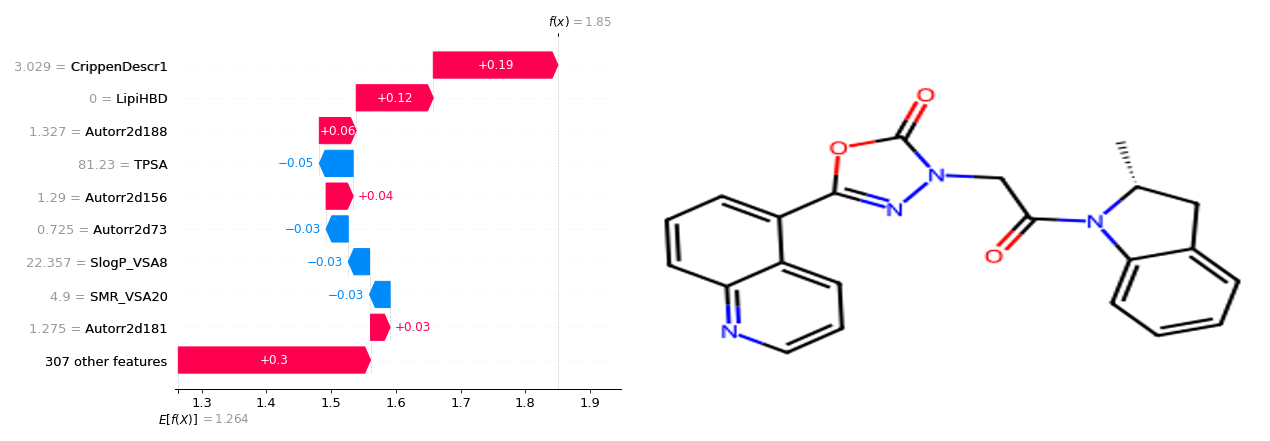 f(x) = 1.85
3.029 = CrippenDescr1
+0.19
0 = LipiHBD
+0.12
1.327 = Autorr2d188
+0.06
81.23 = TPSA
−0.05
1.29 = Autorr2d156
+0.04
0.725 = Autorr2d73
−0.03
22.357 = SlogP_VSA8
−0.03
4.9 = SMR_VSA20
−0.03
1.275 = Autorr2d181
+0.03
307 other features
+0.3
1.3 1.4 1.5 1.6 1.7 1.8 1.9
E[f(X)] = 1.264
O
O
N
N
O
N
N